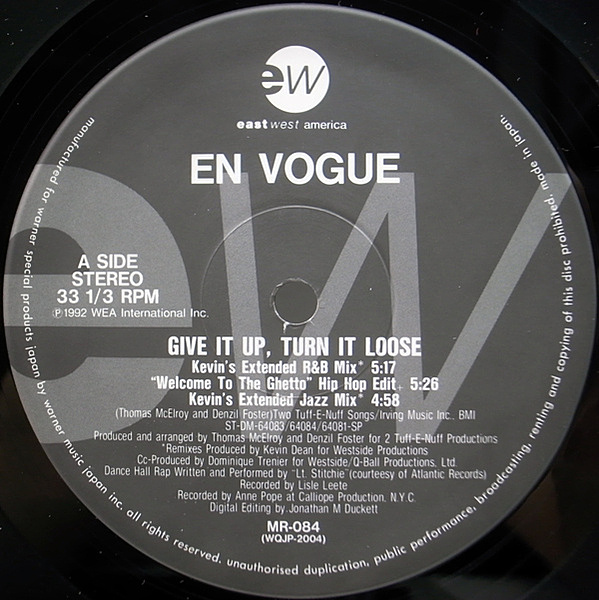 ew
eastwest america
EN VOGUE
A SIDE
STEREO
33 1/3 RPM
Ⓟ1992 WEA International Inc.
GIVE IT UP, TURN IT LOOSE
Kevin's Extended R&B Mix* 5:17
"Welcome To The Ghetto" Hip Hop Edit+ 5:26
Kevin's Extended Jazz Mix* 4:58
(Thomas McElroy and Denzil Foster)Two Tuff-E-Nuff Songs/Irving Music Inc., BMI
ST-DM-64083/64084/64081-SP
Produced and arranged by Thomas McElroy and Denzil Foster for 2 Tuff-E-Nuff Productions
*Remixes Produced by Kevin Dean for Westside Productions
Cc-Produced by Dominique Trenier for Westside/Q-Ball Productions, Ltd.
Dance Hall Rap Written and Performed by "Lt. Stitchie"(courteesy of Atlantic Records)
Recorded by Lisle Leete
Recorded by Anne Pope at Calliope Production, N.Y.C.
Digital Editing by Jonathan M Duckett
MR-084
(WQJP-2004)
manufactured for warner special products japan by warner music japan inc. all rights reserved. unauthorised duplication, public performance, broadcasting, renting and copying of this disc prohibited. made in japan.
ew